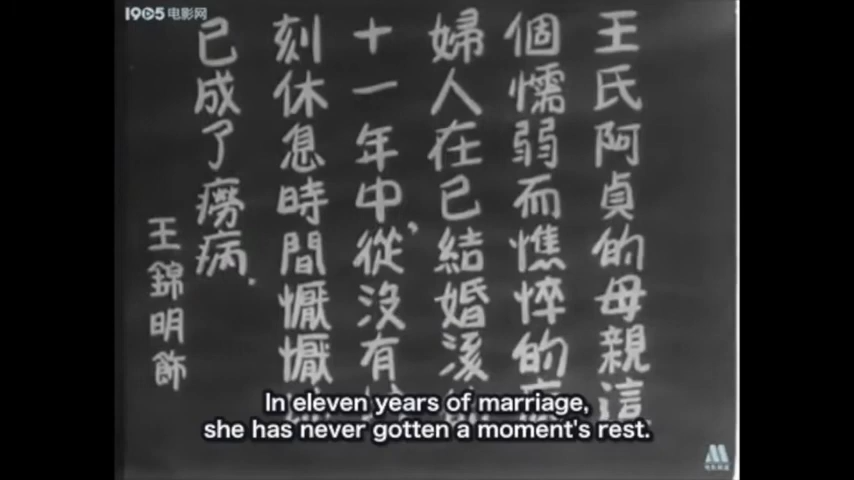 1905电影网
王氏阿貞的母親這
個懦弱而憔悴的
婦人在已結婚後
十一年中，從沒有
刻休息時間懨懨
已成了癆病．
王錦明飾
In eleven years of marriage,
she has never gotten a moment's rest.